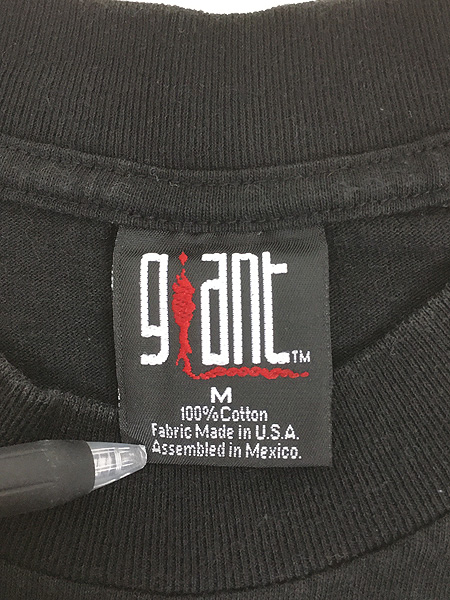 giant™
M
100% Cotton
Fabric Made in U.S.A.
Assembled in Mexico.